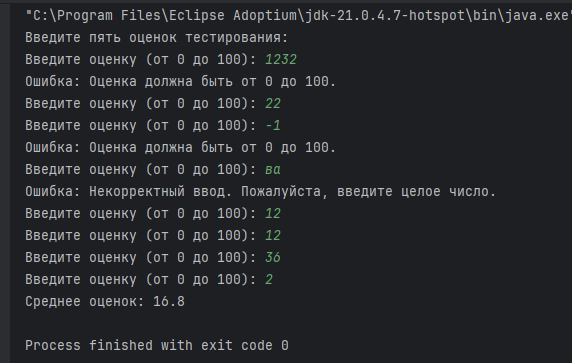 "C:\Program Files\Eclipse Adoptium\jdk-21.0.4.7-hotspot\bin\java.exe"
Введите пять оценок тестирования:
Введите оценку (от 0 до 100): 1232
Ошибка: Оценка должна быть от 0 до 100.
Введите оценку (от 0 до 100): 22
Введите оценку (от 0 до 100): -1
Ошибка: Оценка должна быть от 0 до 100.
Введите оценку (от 0 до 100): ва
Ошибка: Некорректный ввод. Пожалуйста, введите целое число.
Введите оценку (от 0 до 100): 12
Введите оценку (от 0 до 100): 12
Введите оценку (от 0 до 100): 36
Введите оценку (от 0 до 100): 2
Среднее оценок: 16.8
Process finished with exit code 0